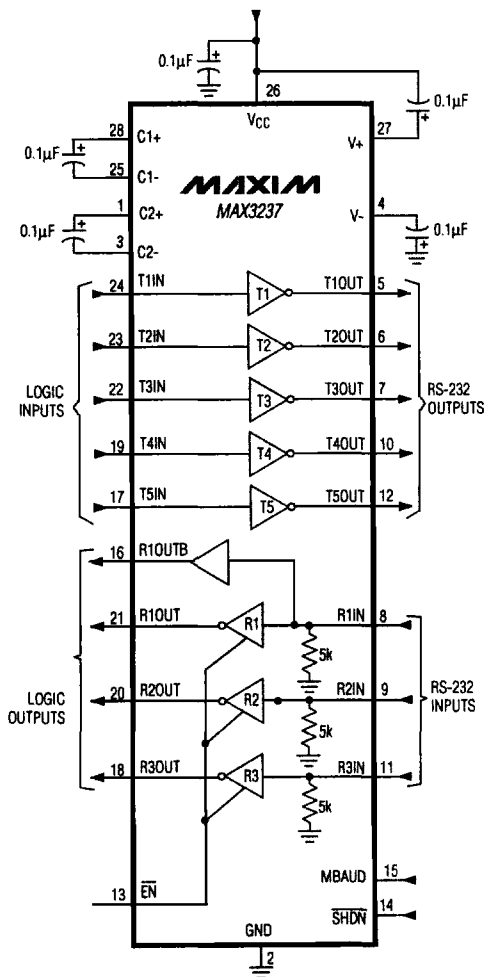 0.1µF +
26
VCC
+ 0.1µF
27
V+
28 C1+
0.1µF +
25 C1-
1 C2+
0.1µF +
3 C2-
MAXIM
MAX3237
4
V-
0.1µF
+
24 T1IN T1 T1OUT 5
23 T2IN T2 T2OUT 6
22 T3IN T3 T3OUT 7
19 T4IN T4 T4OUT 10
17 T5IN T5 T5OUT 12
LOGIC
INPUTS
RS-232
OUTPUTS
16 R1OUTB
21 R1OUT R1 R1IN 8
5k
20 R2OUT R2 R2IN 9
5k
18 R3OUT R3 R3IN 11
5k
LOGIC
OUTPUTS
RS-232
INPUTS
13 E̅N̅
MBAUD 15
S̅H̅D̅N̅ 14
GND
2